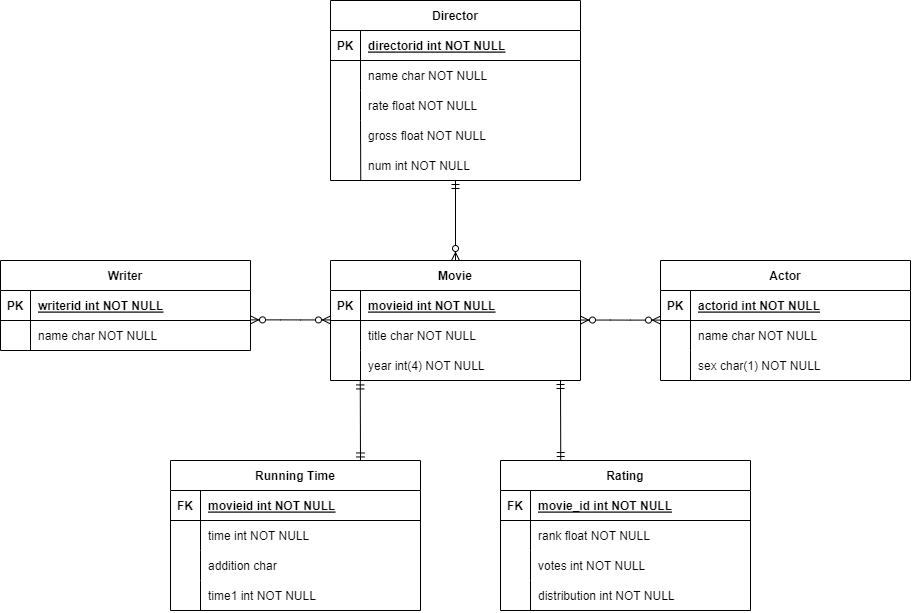 Director
PK directorid int NOT NULL
name char NOT NULL
rate float NOT NULL
gross float NOT NULL
num int NOT NULL
Writer
PK writerid int NOT NULL
name char NOT NULL
Movie
PK movieid int NOT NULL
title char NOT NULL
year int(4) NOT NULL
Actor
PK actorid int NOT NULL
name char NOT NULL
sex char(1) NOT NULL
Running Time
FK movieid int NOT NULL
time int NOT NULL
addition char
time1 int NOT NULL
Rating
FK movie_id int NOT NULL
rank float NOT NULL
votes int NOT NULL
distribution int NOT NULL